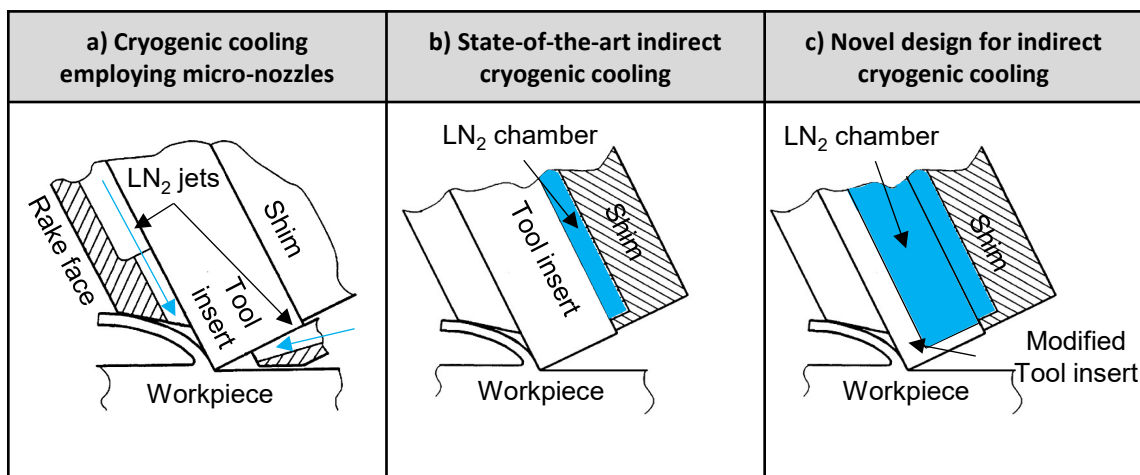 a) Cryogenic cooling
employing micro-nozzles
b) State-of-the-art indirect
cryogenic cooling
c) Novel design for indirect
cryogenic cooling
LN₂ jets
Rake face
Shim
Tool
insert
Workpiece
LN₂ chamber
Tool insert
Shim
Workpiece
LN₂ chamber
Shim
Modified
Tool insert
Workpiece